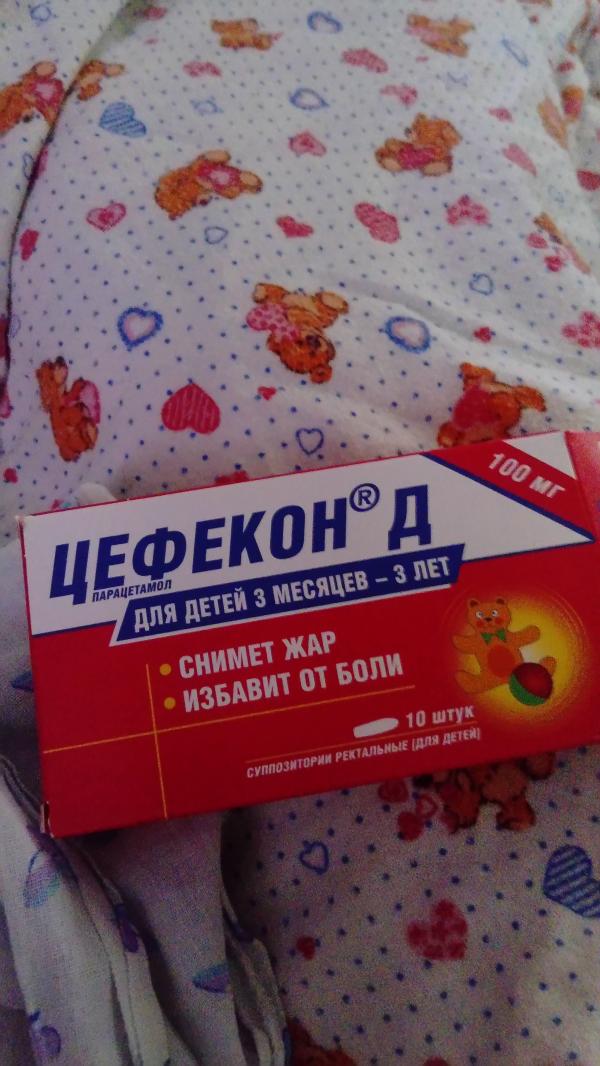 100 мг
ЦЕФЕКОН® Д
ПАРАЦЕТАМОЛ
ДЛЯ ДЕТЕЙ 3 МЕСЯЦЕВ – 3 ЛЕТ
• СНИМЕТ ЖАР
• ИЗБАВИТ ОТ БОЛИ
10 штук
СУППОЗИТОРИИ РЕКТАЛЬНЫЕ (ДЛЯ ДЕТЕЙ)